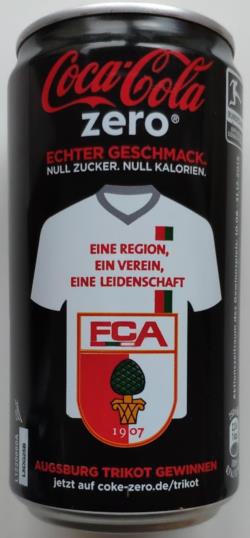 Coca-Cola
zero®
ECHTER GESCHMACK.
NULL ZUCKER. NULL KALORIEN.
EINE REGION,
EIN VEREIN,
EINE LEIDENSCHAFT
FCA
1907
AUGSBURG TRIKOT GEWINNEN
jetzt auf coke-zero.de/trikot